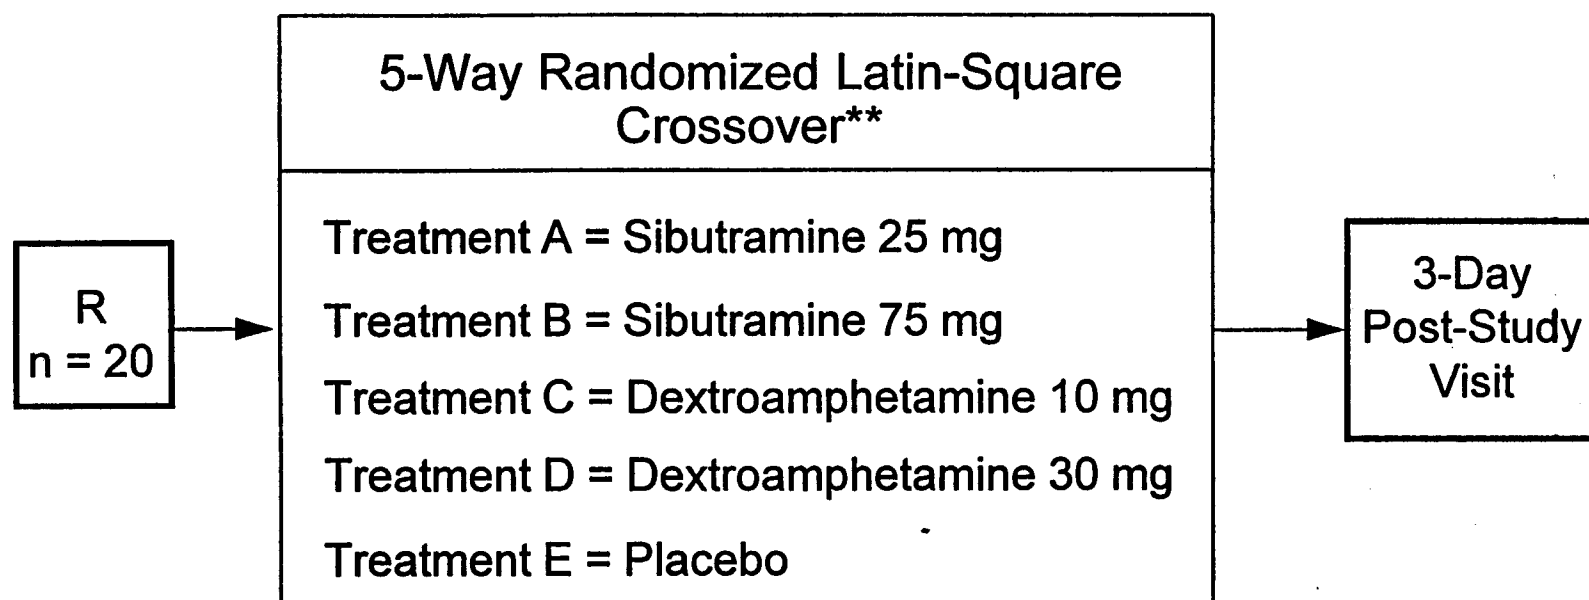 5-Way Randomized Latin-Square
Crossover**
R
n = 20
Treatment A = Sibutramine 25 mg
Treatment B = Sibutramine 75 mg
Treatment C = Dextroamphetamine 10 mg
Treatment D = Dextroamphetamine 30 mg
Treatment E = Placebo
3-Day
Post-Study
Visit